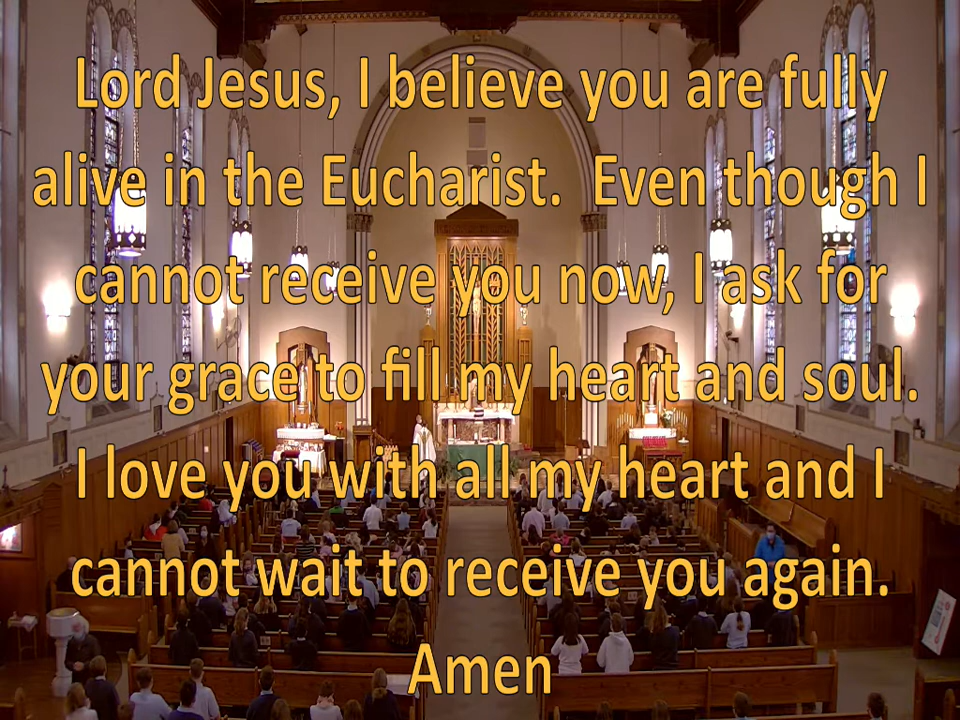 Lord Jesus, I believe you are fully
alive in the Eucharist.  Even though I
cannot receive you now, I ask for
your grace to fill my heart and soul.
I love you with all my heart and I
cannot wait to receive you again.
Amen